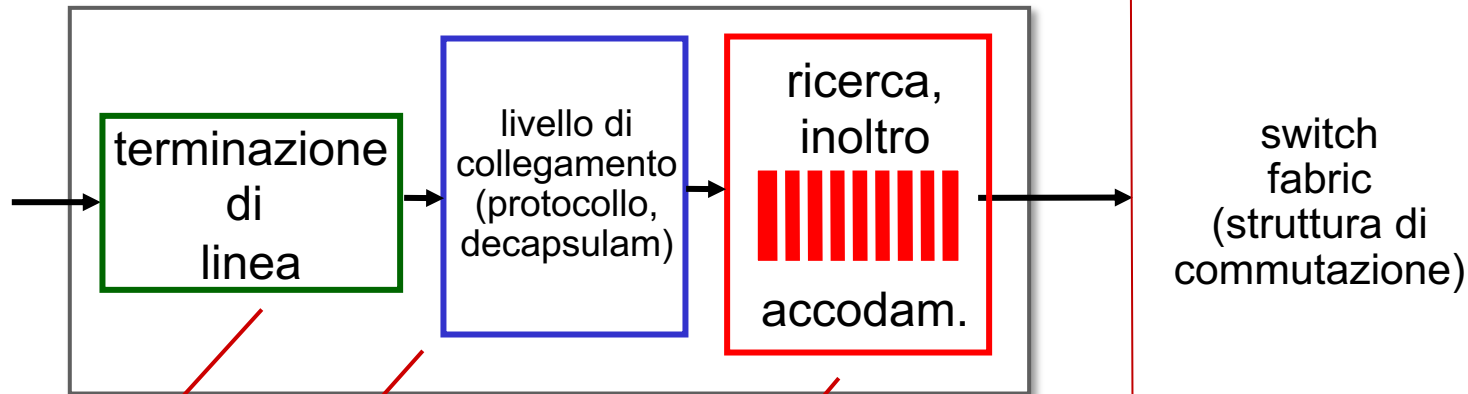 terminazione
di
linea
livello di
collegamento
(protocollo,
decapsulam)
ricerca,
inoltro
accodam.
switch
fabric
(struttura di
commutazione)